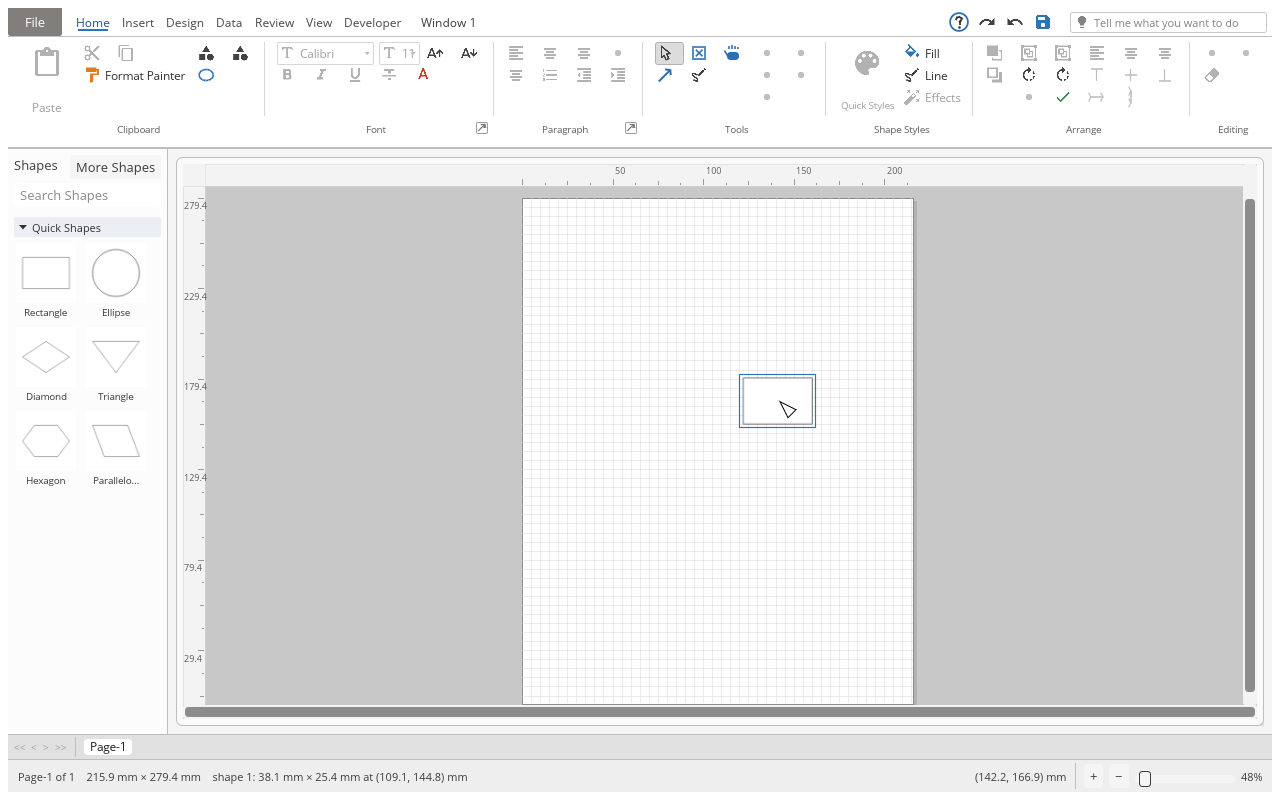 File Home Insert Design Data Review View Developer Window 1 ? Tell me what you want to do
T Calibri T 11 A A Fill
Format Painter B I U A Line
Paste Quick Styles Effects
Clipboard Font Paragraph Tools Shape Styles Arrange Editing
Shapes More Shapes
Search Shapes
Quick Shapes
Rectangle Ellipse
Diamond Triangle
Hexagon Parallelo...
50 100 150 200
279.4
229.4
179.4
129.4
79.4
29.4
<< < > >> Page-1
Page-1 of 1 215.9 mm × 279.4 mm shape 1: 38.1 mm × 25.4 mm at (109.1, 144.8) mm (142.2, 166.9) mm + − 48%